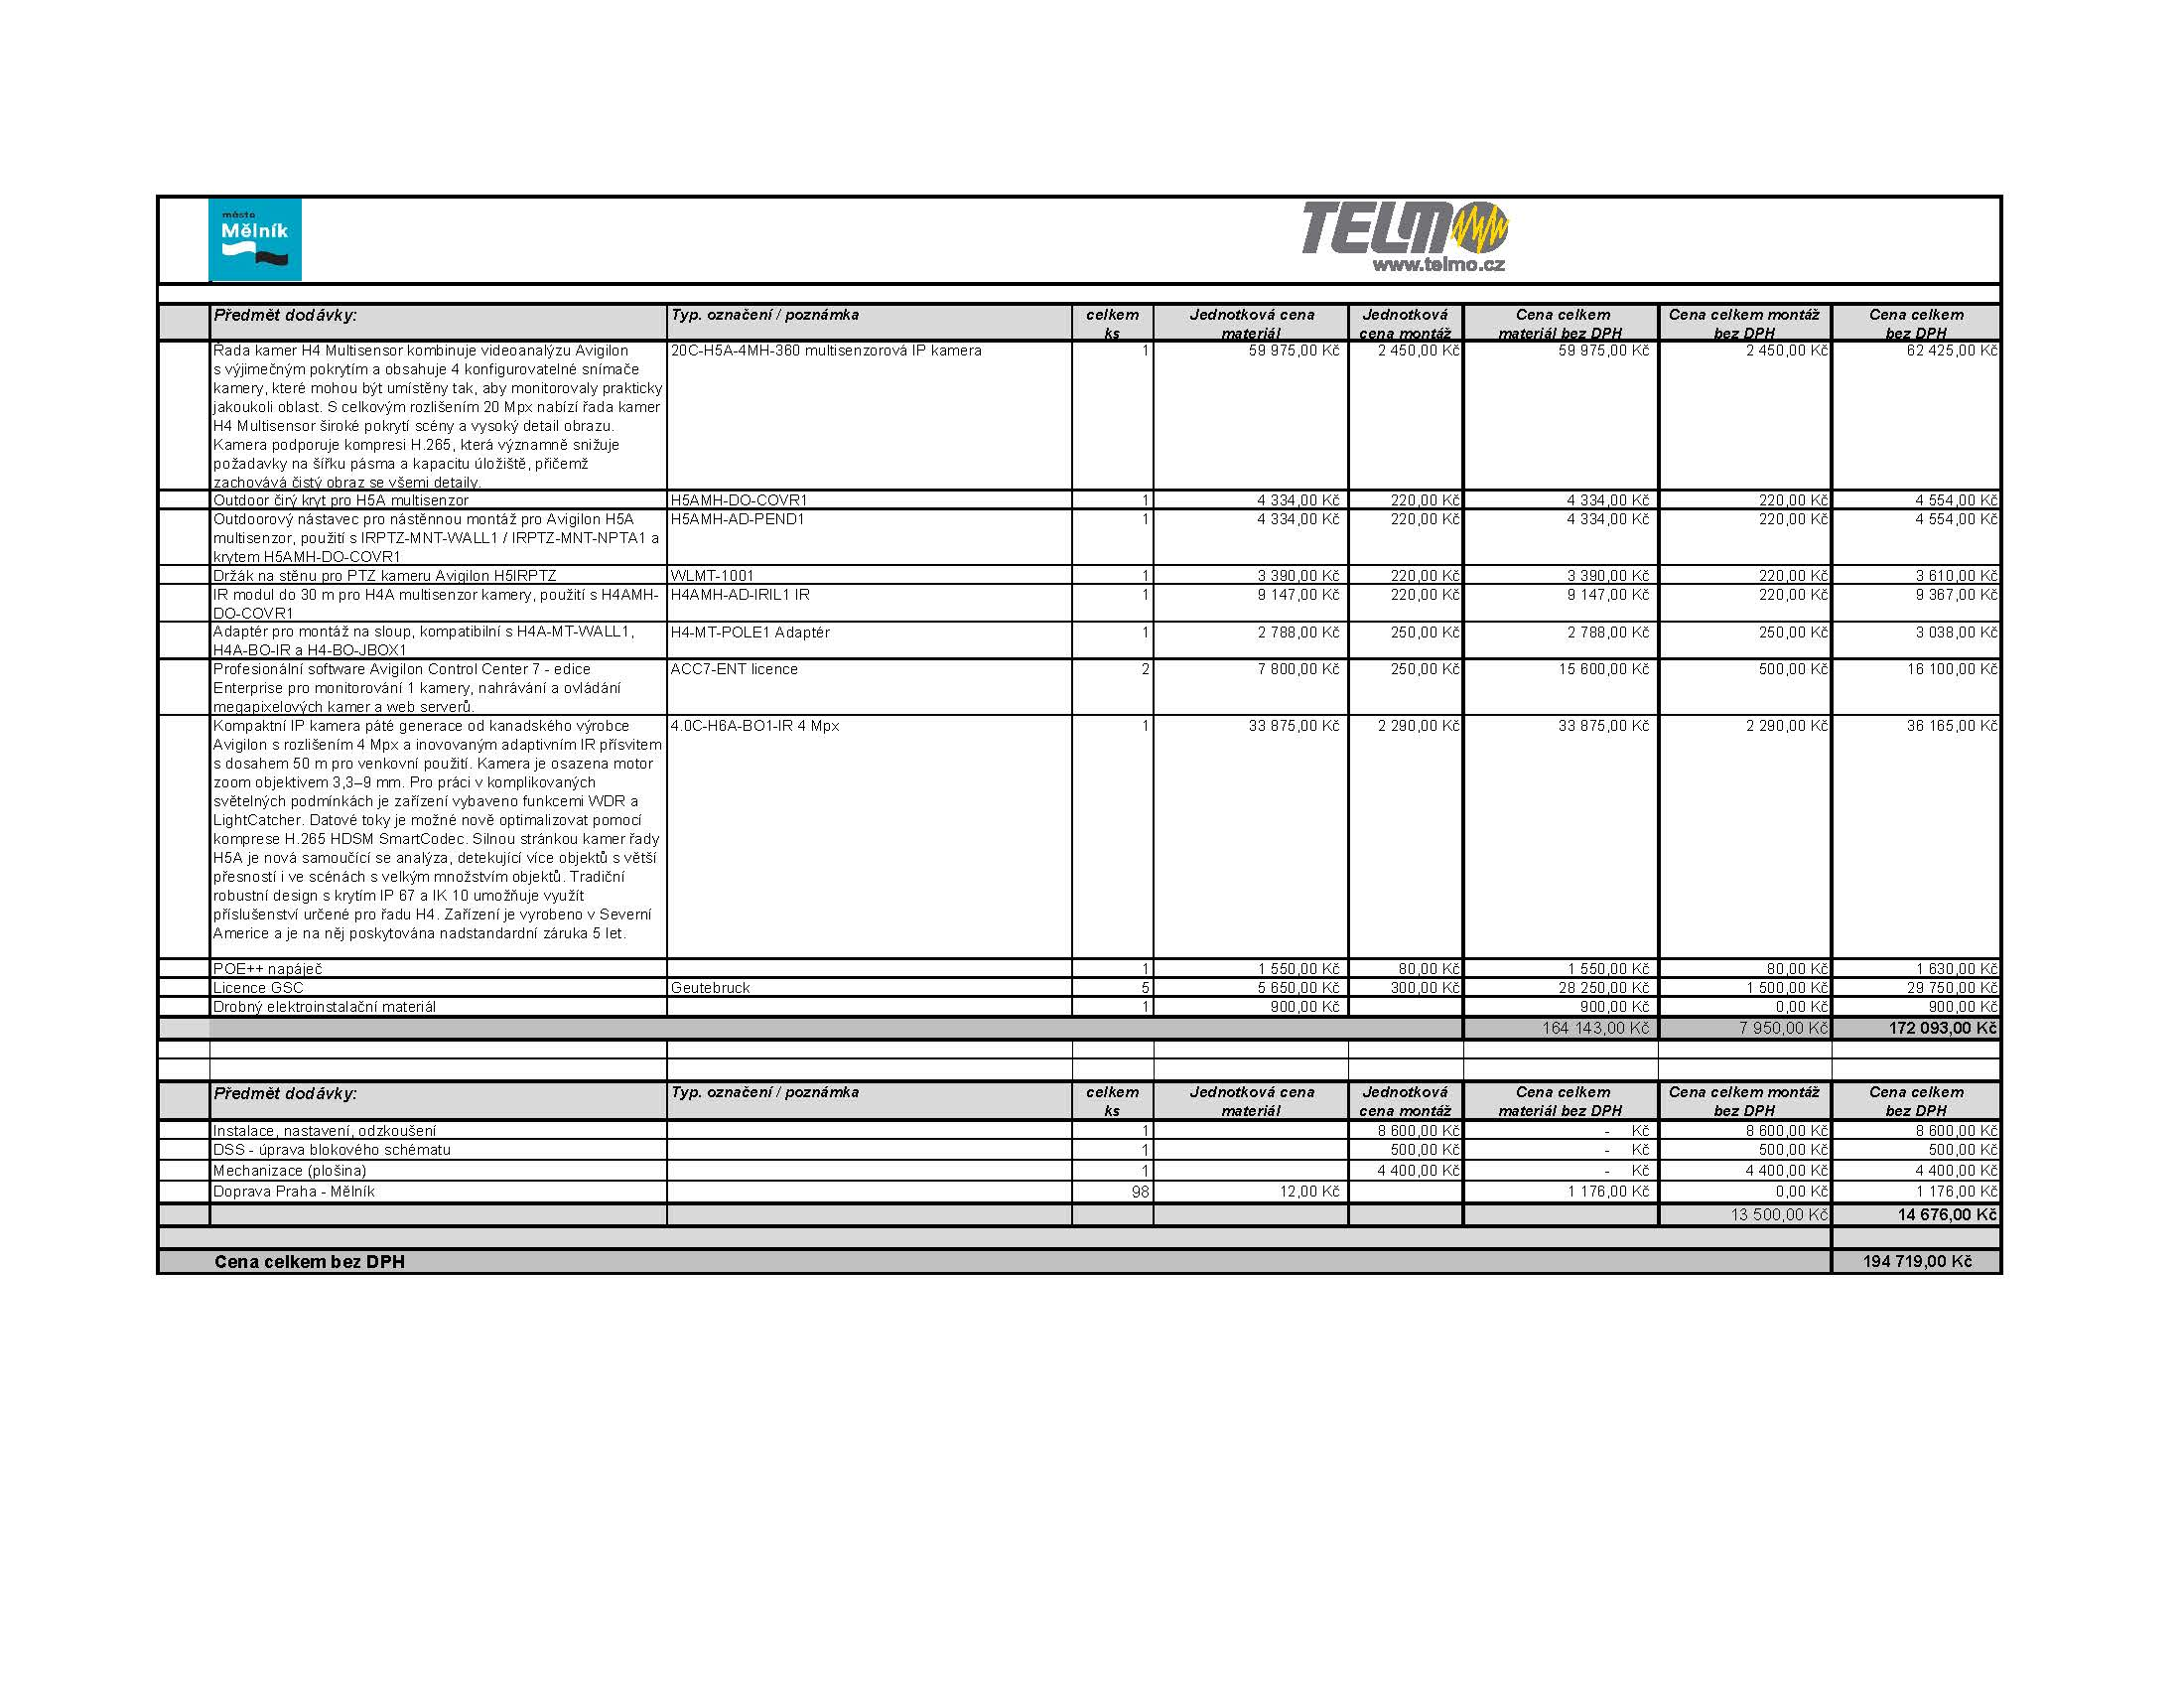 město
Mělník
TELMO
www.telmo.cz
Předmět dodávky: Typ. označení / poznámka celkem ks Jednotková cena materiál Jednotková cena montáž Cena celkem materiál bez DPH Cena celkem montáž bez DPH Cena celkem bez DPH
Řada kamer H4 Multisensor kombinuje videoanalýzu Avigilon 20C-H5A-4MH-360 multisenzorová IP kamera 1 59 975,00 Kč 2 450,00 Kč 59 975,00 Kč 2 450,00 Kč 62 425,00 Kč
s výjimečným pokrytím a obsahuje 4 konfigurovatelné snímače
kamery, které mohou být umístěny tak, aby monitorovaly prakticky
jakoukoli oblast. S celkovým rozlišením 20 Mpx nabízí řada kamer
H4 Multisensor široké pokrytí scény a vysoký detail obrazu.
Kamera podporuje kompresi H.265, která významně snižuje
požadavky na šířku pásma a kapacitu úložiště, přičemž
zachovává čistý obraz se všemi detaily.
Outdoor čirý kryt pro H5A multisenzor H5AMH-DO-COVR1 1 4 334,00 Kč 220,00 Kč 4 334,00 Kč 220,00 Kč 4 554,00 Kč
Outdoorový nástavec pro nástěnnou montáž pro Avigilon H5A H5AMH-AD-PEND1 1 4 334,00 Kč 220,00 Kč 4 334,00 Kč 220,00 Kč 4 554,00 Kč
multisenzor, použití s IRPTZ-MNT-WALL1 / IRPTZ-MNT-NPTA1 a
krytem H5AMH-DO-COVR1
Držák na stěnu pro PTZ kameru Avigilon H5IRPTZ WLMT-1001 1 3 390,00 Kč 220,00 Kč 3 390,00 Kč 220,00 Kč 3 610,00 Kč
IR modul do 30 m pro H4A multisenzor kamery, použití s H4AMH- H4AMH-AD-IRIL1 IR 1 9 147,00 Kč 220,00 Kč 9 147,00 Kč 220,00 Kč 9 367,00 Kč
DO-COVR1
Adaptér pro montáž na sloup, kompatibilní s H4A-MT-WALL1, H4-MT-POLE1 Adaptér 1 2 788,00 Kč 250,00 Kč 2 788,00 Kč 250,00 Kč 3 038,00 Kč
H4A-BO-IR a H4-BO-JBOX1
Profesionální software Avigilon Control Center 7 - edice ACC7-ENT licence 2 7 800,00 Kč 250,00 Kč 15 600,00 Kč 500,00 Kč 16 100,00 Kč
Enterprise pro monitorování 1 kamery, nahrávání a ovládání
megapixelových kamer a web serverů.
Kompaktní IP kamera páté generace od kanadského výrobce 4.0C-H6A-BO1-IR 4 Mpx 1 33 875,00 Kč 2 290,00 Kč 33 875,00 Kč 2 290,00 Kč 36 165,00 Kč
Avigilon s rozlišením 4 Mpx a inovovaným adaptivním IR přísvitem
s dosahem 50 m pro venkovní použití. Kamera je osazena motor
zoom objektivem 3,3–9 mm. Pro práci v komplikovaných
světelných podmínkách je zařízení vybaveno funkcemi WDR a
LightCatcher. Datové toky je možné nově optimalizovat pomocí
komprese H.265 HDSM SmartCodec. Silnou stránkou kamer řady
H5A je nová samoučící se analýza, detekující více objektů s větší
přesností i ve scénách s velkým množstvím objektů. Tradiční
robustní design s krytím IP 67 a IK 10 umožňuje využít
příslušenství určené pro řadu H4. Zařízení je vyrobeno v Severní
Americe a je na něj poskytována nadstandardní záruka 5 let.
POE++ napáječ 1 1 550,00 Kč 80,00 Kč 1 550,00 Kč 80,00 Kč 1 630,00 Kč
Licence GSC Geutebruck 5 5 650,00 Kč 300,00 Kč 28 250,00 Kč 1 500,00 Kč 29 750,00 Kč
Drobný elektroinstalační materiál 1 900,00 Kč 900,00 Kč 0,00 Kč 900,00 Kč
164 143,00 Kč 7 950,00 Kč 172 093,00 Kč
Předmět dodávky: Typ. označení / poznámka celkem ks Jednotková cena materiál Jednotková cena montáž Cena celkem materiál bez DPH Cena celkem montáž bez DPH Cena celkem bez DPH
Instalace, nastavení, odzkoušení 1 8 600,00 Kč - Kč 8 600,00 Kč 8 600,00 Kč
DSS - úprava blokového schématu 1 500,00 Kč - Kč 500,00 Kč 500,00 Kč
Mechanizace (plošina) 1 4 400,00 Kč - Kč 4 400,00 Kč 4 400,00 Kč
Doprava Praha - Mělník 98 12,00 Kč 1 176,00 Kč 0,00 Kč 1 176,00 Kč
13 500,00 Kč 14 676,00 Kč
Cena celkem bez DPH 194 719,00 Kč